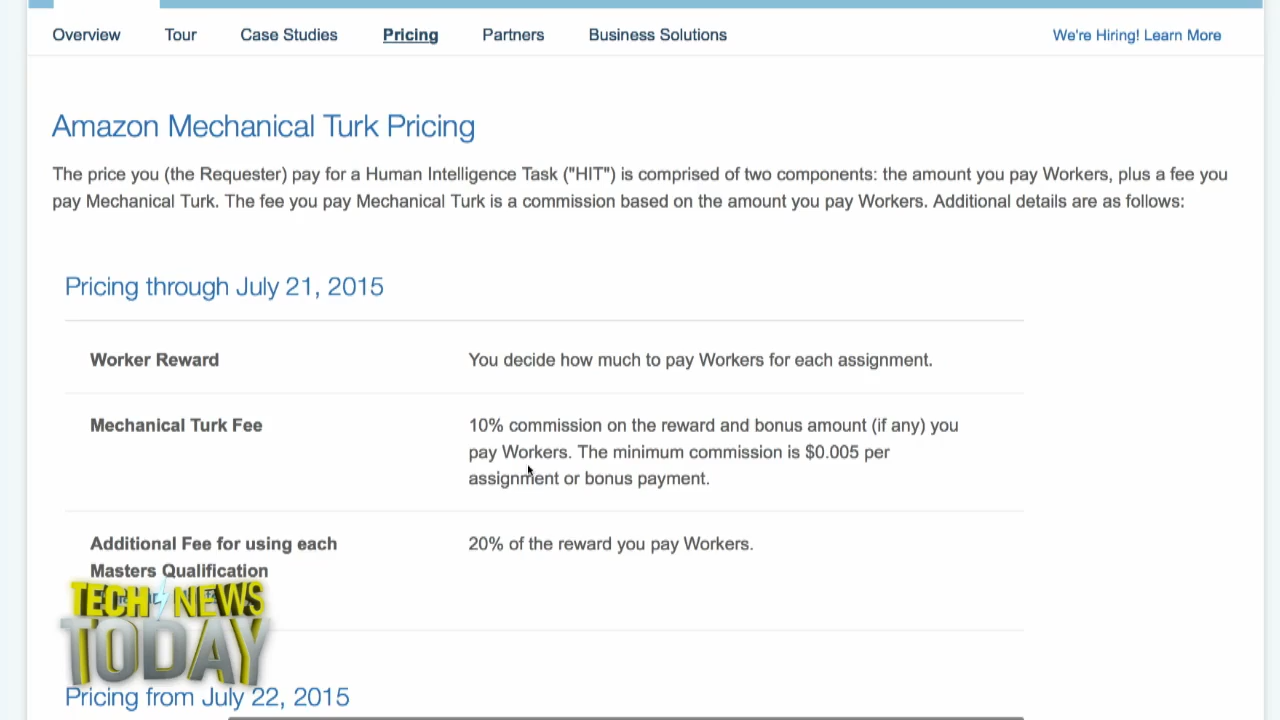 Overview Tour Case Studies Pricing Partners Business Solutions We're Hiring! Learn More
Amazon Mechanical Turk Pricing
The price you (the Requester) pay for a Human Intelligence Task ("HIT") is comprised of two components: the amount you pay Workers, plus a fee you
pay Mechanical Turk. The fee you pay Mechanical Turk is a commission based on the amount you pay Workers. Additional details are as follows:
Pricing through July 21, 2015
Worker Reward You decide how much to pay Workers for each assignment.
Mechanical Turk Fee 10% commission on the reward and bonus amount (if any) you
pay Workers. The minimum commission is $0.005 per
assignment or bonus payment.
Additional Fee for using each 20% of the reward you pay Workers.
Masters Qualification
TECH NEWS
TODAY
Pricing from July 22, 2015